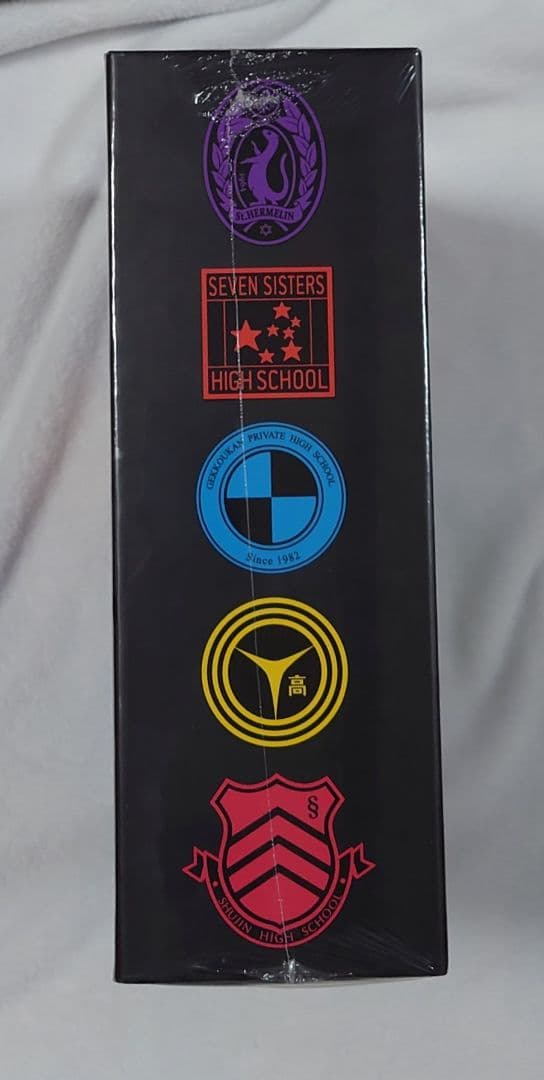 St.HERMELIN
SEVEN SISTERS
HIGH SCHOOL
GEKKOUKAN PRIVATE HIGH SCHOOL
Since 1982
高
§
SHUJIN HIGH SCHOOL